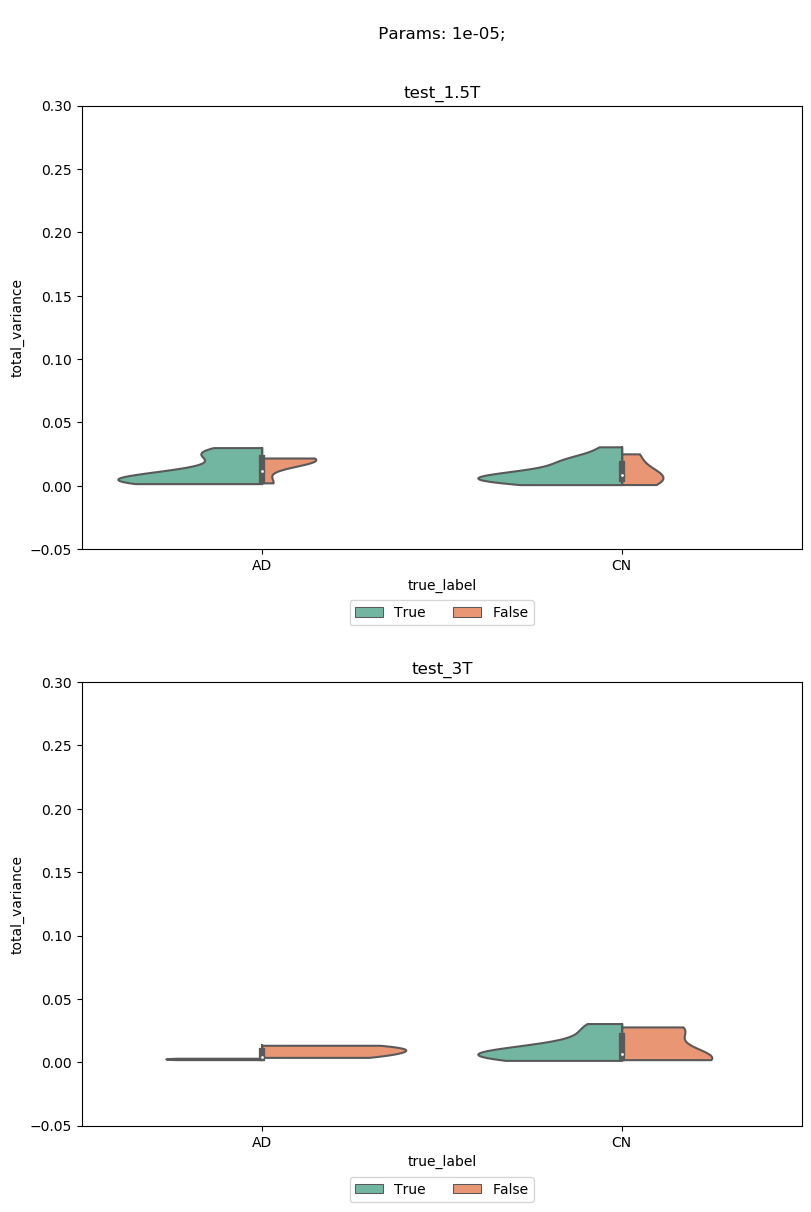 Params: 1e-05;
test_1.5T
0.30
0.25
0.20
0.15
0.10
0.05
0.00
−0.05
total_variance
AD CN
true_label
True False
test_3T
0.30
0.25
0.20
0.15
0.10
0.05
0.00
−0.05
total_variance
AD CN
true_label
True False